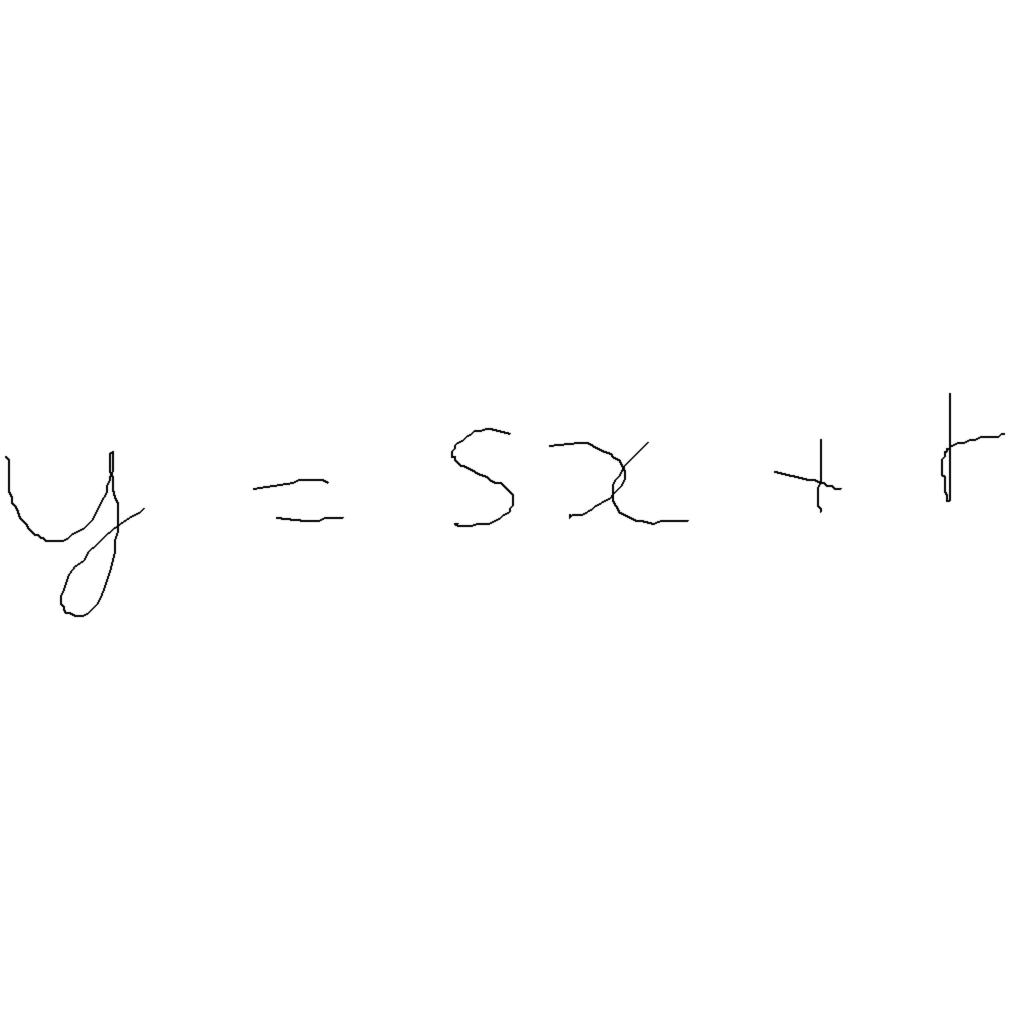 y = 5x + r